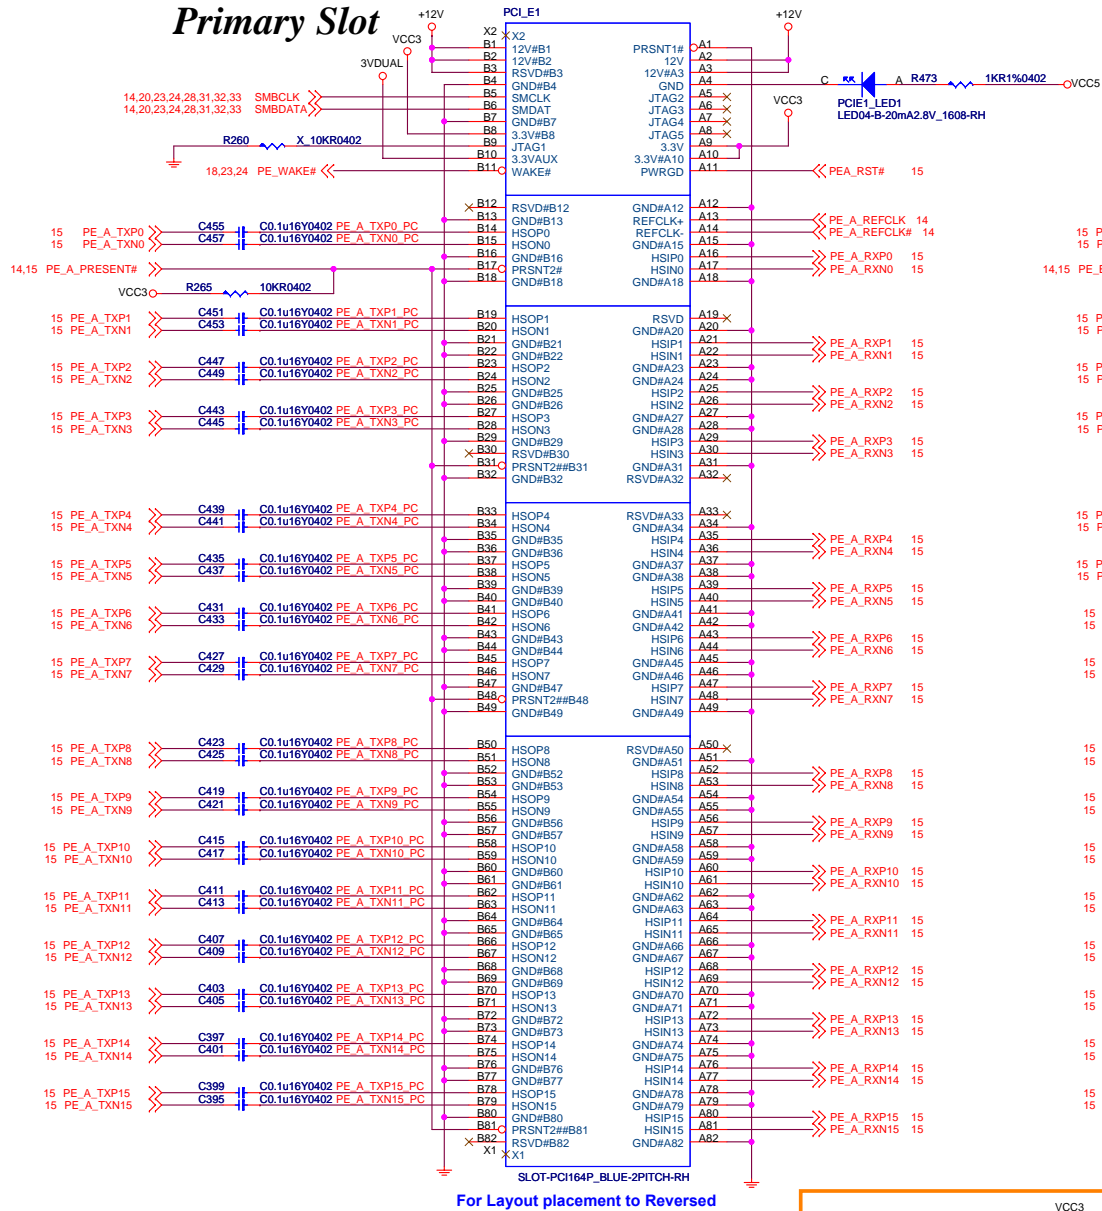 Primary Slot
+12V PCI_E1 +12V
VCC3 X2 X2
B1 12V#B1 PRSNT1# A1
B2 12V#B2 12V A2
3VDUAL B3 RSVD#B3 12V#A3 A3
B4 GND#B4 GND A4 C A R473 1KR1%0402 VCC5
14,20,23,24,28,31,32,33 SMBCLK B5 SMCLK JTAG2 A5
14,20,23,24,28,31,32,33 SMBDATA B6 SMDAT JTAG3 A6 PCIE1_LED1
B7 GND#B7 JTAG4 A7 VCC3 LED04-B-20mA2.8V_1608-RH
B8 3.3V#B8 JTAG5 A8
R260 X_10KR0402 B9 JTAG1 3.3V A9
B10 3.3VAUX 3.3V#A10 A10
18,23,24 PE_WAKE# B11 WAKE# PWRGD A11 PEA_RST# 15
B12 RSVD#B12 GND#A12 A12
B13 GND#B13 REFCLK+ A13 PE_A_REFCLK 14
15 PE_A_TXP0 C455 C0.1u16Y0402 PE_A_TXP0_PC B14 HSOP0 REFCLK- A14 PE_A_REFCLK# 14 15 P
15 PE_A_TXN0 C457 C0.1u16Y0402 PE_A_TXN0_PC B15 HSON0 GND#A15 A15 15 P
B16 GND#B16 HSIP0 A16 PE_A_RXP0 15
14,15 PE_A_PRESENT# B17 PRSNT2# HSIN0 A17 PE_A_RXN0 15 14,15 PE_
B18 GND#B18 GND#A18 A18
VCC3 R265 10KR0402
15 PE_A_TXP1 C451 C0.1u16Y0402 PE_A_TXP1_PC B19 HSOP1 RSVD A19 15 P
15 PE_A_TXN1 C453 C0.1u16Y0402 PE_A_TXN1_PC B20 HSON1 GND#A20 A20 15 P
B21 GND#B21 HSIP1 A21 PE_A_RXP1 15
B22 GND#B22 HSIN1 A22 PE_A_RXN1 15
15 PE_A_TXP2 C447 C0.1u16Y0402 PE_A_TXP2_PC B23 HSOP2 GND#A23 A23 15 P
15 PE_A_TXN2 C449 C0.1u16Y0402 PE_A_TXN2_PC B24 HSON2 GND#A24 A24 15 P
B25 GND#B25 HSIP2 A25 PE_A_RXP2 15
B26 GND#B26 HSIN2 A26 PE_A_RXN2 15
15 PE_A_TXP3 C443 C0.1u16Y0402 PE_A_TXP3_PC B27 HSOP3 GND#A27 A27 15 P
15 PE_A_TXN3 C445 C0.1u16Y0402 PE_A_TXN3_PC B28 HSON3 GND#A28 A28 15 P
B29 GND#B29 HSIP3 A29 PE_A_RXP3 15
B30 RSVD#B30 HSIN3 A30 PE_A_RXN3 15
B31 PRSNT2##B31 GND#A31 A31
B32 GND#B32 RSVD#A32 A32
15 PE_A_TXP4 C439 C0.1u16Y0402 PE_A_TXP4_PC B33 HSOP4 RSVD#A33 A33 15 P
15 PE_A_TXN4 C441 C0.1u16Y0402 PE_A_TXN4_PC B34 HSON4 GND#A34 A34 15 P
B35 GND#B35 HSIP4 A35 PE_A_RXP4 15
B36 GND#B36 HSIN4 A36 PE_A_RXN4 15
15 PE_A_TXP5 C435 C0.1u16Y0402 PE_A_TXP5_PC B37 HSOP5 GND#A37 A37 15 P
15 PE_A_TXN5 C437 C0.1u16Y0402 PE_A_TXN5_PC B38 HSON5 GND#A38 A38 15 P
B39 GND#B39 HSIP5 A39 PE_A_RXP5 15
B40 GND#B40 HSIN5 A40 PE_A_RXN5 15
15 PE_A_TXP6 C431 C0.1u16Y0402 PE_A_TXP6_PC B41 HSOP6 GND#A41 A41 15
15 PE_A_TXN6 C433 C0.1u16Y0402 PE_A_TXN6_PC B42 HSON6 GND#A42 A42 15
B43 GND#B43 HSIP6 A43 PE_A_RXP6 15
B44 GND#B44 HSIN6 A44 PE_A_RXN6 15
15 PE_A_TXP7 C427 C0.1u16Y0402 PE_A_TXP7_PC B45 HSOP7 GND#A45 A45 15
15 PE_A_TXN7 C429 C0.1u16Y0402 PE_A_TXN7_PC B46 HSON7 GND#A46 A46 15
B47 GND#B47 HSIP7 A47 PE_A_RXP7 15
B48 PRSNT2##B48 HSIN7 A48 PE_A_RXN7 15
B49 GND#B49 GND#A49 A49
15 PE_A_TXP8 C423 C0.1u16Y0402 PE_A_TXP8_PC B50 HSOP8 RSVD#A50 A50 15
15 PE_A_TXN8 C425 C0.1u16Y0402 PE_A_TXN8_PC B51 HSON8 GND#A51 A51 15
B52 GND#B52 HSIP8 A52 PE_A_RXP8 15
B53 GND#B53 HSIN8 A53 PE_A_RXN8 15
15 PE_A_TXP9 C419 C0.1u16Y0402 PE_A_TXP9_PC B54 HSOP9 GND#A54 A54 15
15 PE_A_TXN9 C421 C0.1u16Y0402 PE_A_TXN9_PC B55 HSON9 GND#A55 A55 15
B56 GND#B56 HSIP9 A56 PE_A_RXP9 15
B57 GND#B57 HSIN9 A57 PE_A_RXN9 15
15 PE_A_TXP10 C415 C0.1u16Y0402 PE_A_TXP10_PC B58 HSOP10 GND#A58 A58 15
15 PE_A_TXN10 C417 C0.1u16Y0402 PE_A_TXN10_PC B59 HSON10 GND#A59 A59 15
B60 GND#B60 HSIP10 A60 PE_A_RXP10 15
B61 GND#B61 HSIN10 A61 PE_A_RXN10 15
15 PE_A_TXP11 C411 C0.1u16Y0402 PE_A_TXP11_PC B62 HSOP11 GND#A62 A62 15
15 PE_A_TXN11 C413 C0.1u16Y0402 PE_A_TXN11_PC B63 HSON11 GND#A63 A63 15
B64 GND#B64 HSIP11 A64 PE_A_RXP11 15
B65 GND#B65 HSIN11 A65 PE_A_RXN11 15
15 PE_A_TXP12 C407 C0.1u16Y0402 PE_A_TXP12_PC B66 HSOP12 GND#A66 A66 15
15 PE_A_TXN12 C409 C0.1u16Y0402 PE_A_TXN12_PC B67 HSON12 GND#A67 A67 15
B68 GND#B68 HSIP12 A68 PE_A_RXP12 15
B69 GND#B69 HSIN12 A69 PE_A_RXN12 15
15 PE_A_TXP13 C403 C0.1u16Y0402 PE_A_TXP13_PC B70 HSOP13 GND#A70 A70 15
15 PE_A_TXN13 C405 C0.1u16Y0402 PE_A_TXN13_PC B71 HSON13 GND#A71 A71 15
B72 GND#B72 HSIP13 A72 PE_A_RXP13 15
B73 GND#B73 HSIN13 A73 PE_A_RXN13 15
15 PE_A_TXP14 C397 C0.1u16Y0402 PE_A_TXP14_PC B74 HSOP14 GND#A74 A74 15
15 PE_A_TXN14 C401 C0.1u16Y0402 PE_A_TXN14_PC B75 HSON14 GND#A75 A75 15
B76 GND#B76 HSIP14 A76 PE_A_RXP14 15
B77 GND#B77 HSIN14 A77 PE_A_RXN14 15
15 PE_A_TXP15 C399 C0.1u16Y0402 PE_A_TXP15_PC B78 HSOP15 GND#A78 A78 15
15 PE_A_TXN15 C395 C0.1u16Y0402 PE_A_TXN15_PC B79 HSON15 GND#A79 A79 15
B80 GND#B80 HSIP15 A80 PE_A_RXP15 15
B81 PRSNT2##B81 HSIN15 A81 PE_A_RXN15 15
B82 RSVD#B82 GND#A82 A82
X1 X1
SLOT-PCI164P_BLUE-2PITCH-RH
For Layout placement to Reversed
VCC3